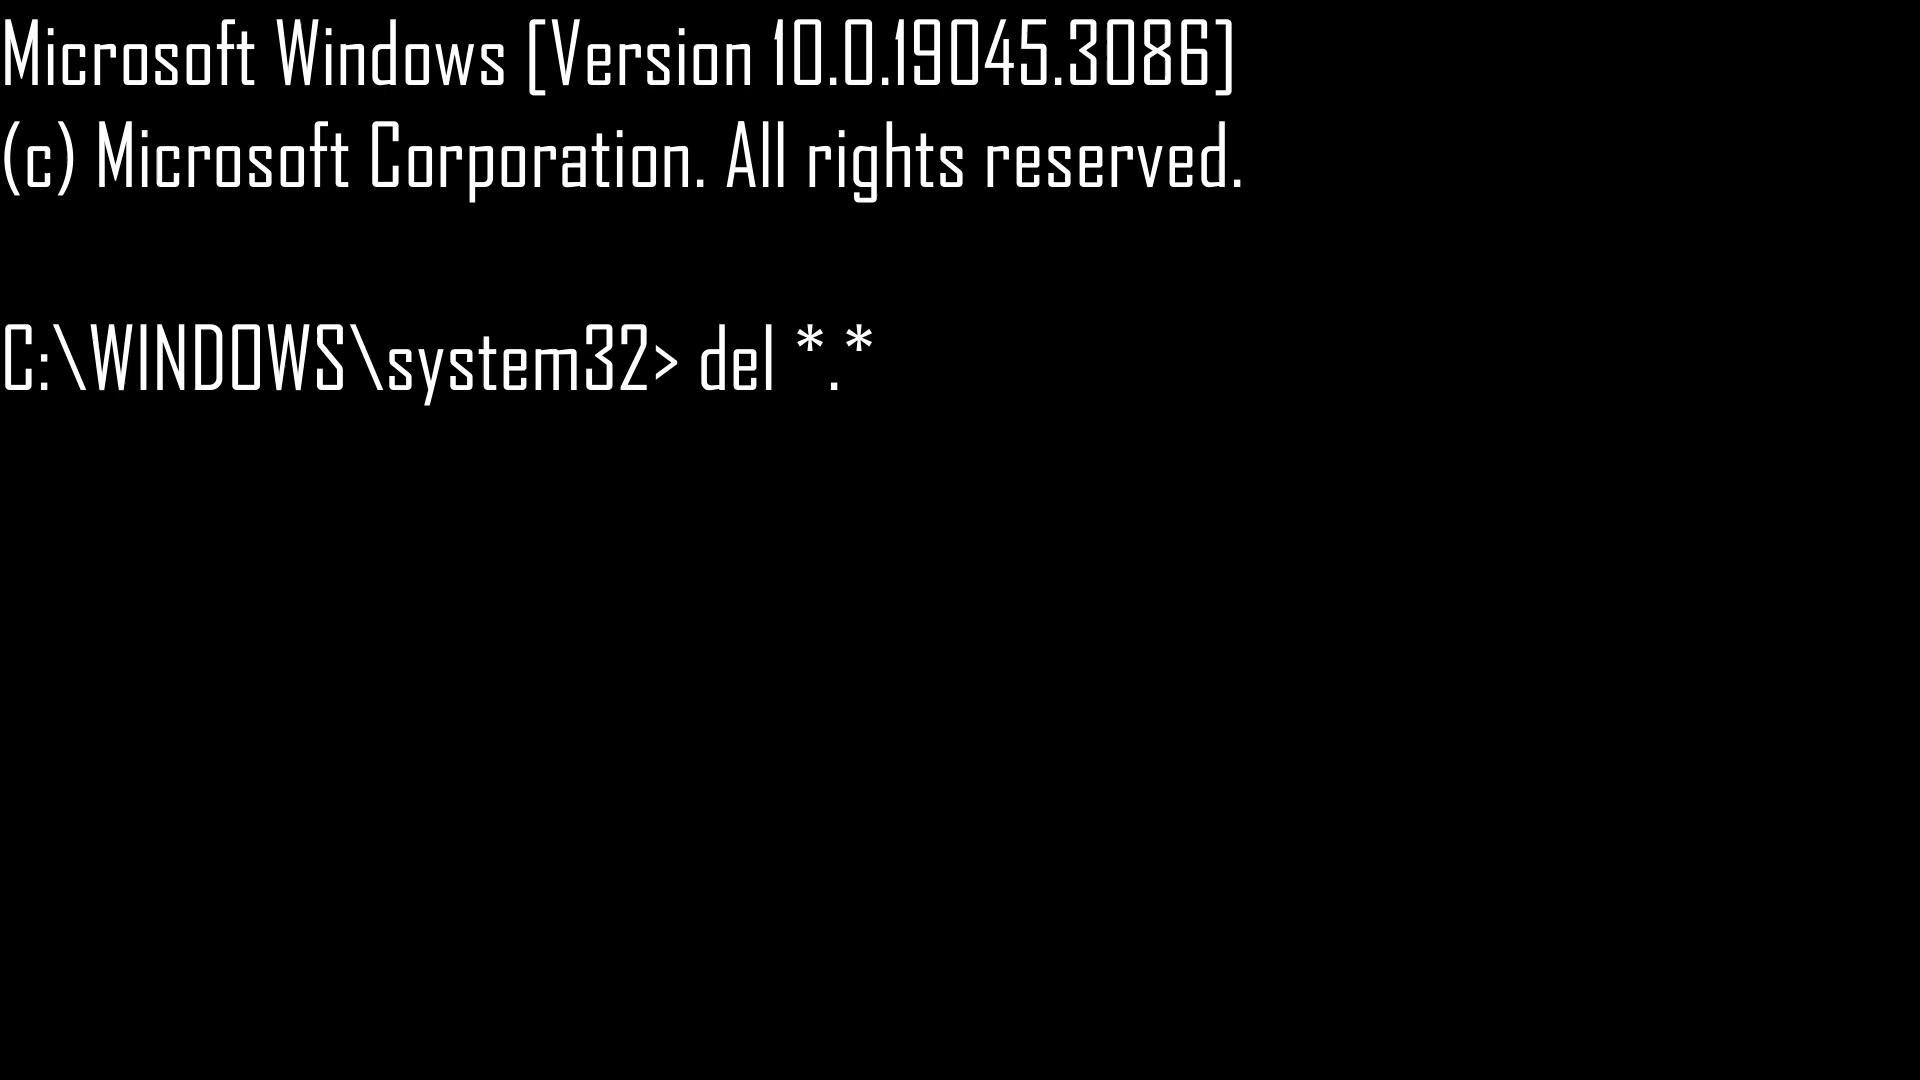 Microsoft Windows [Version 10.0.19045.3086]
(c) Microsoft Corporation. All rights reserved.
C:\WINDOWS\system32> del *.*